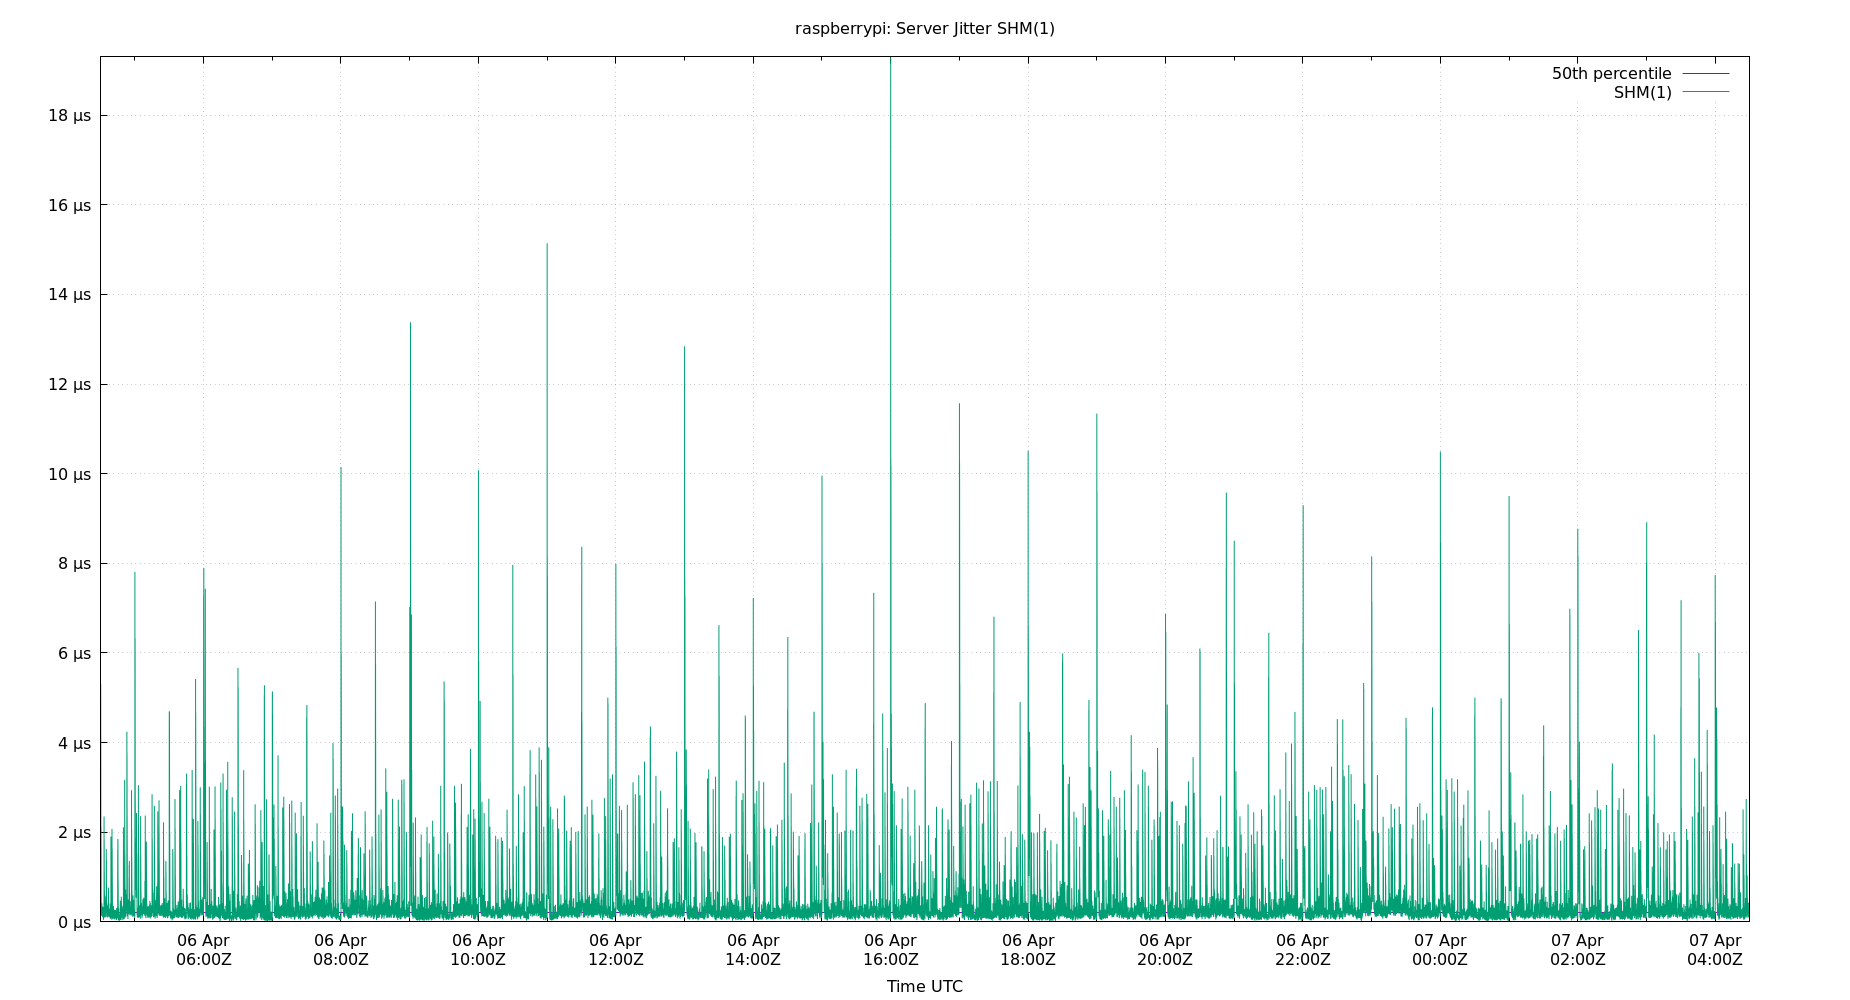 raspberrypi: Server Jitter SHM(1)
50th percentile
SHM(1)
18 µs
16 µs
14 µs
12 µs
10 µs
8 µs
6 µs
4 µs
2 µs
0 µs
06 Apr 06 Apr 06 Apr 06 Apr 06 Apr 06 Apr 06 Apr 06 Apr 06 Apr 07 Apr 07 Apr 07 Apr
06:00Z 08:00Z 10:00Z 12:00Z 14:00Z 16:00Z 18:00Z 20:00Z 22:00Z 00:00Z 02:00Z 04:00Z
Time UTC